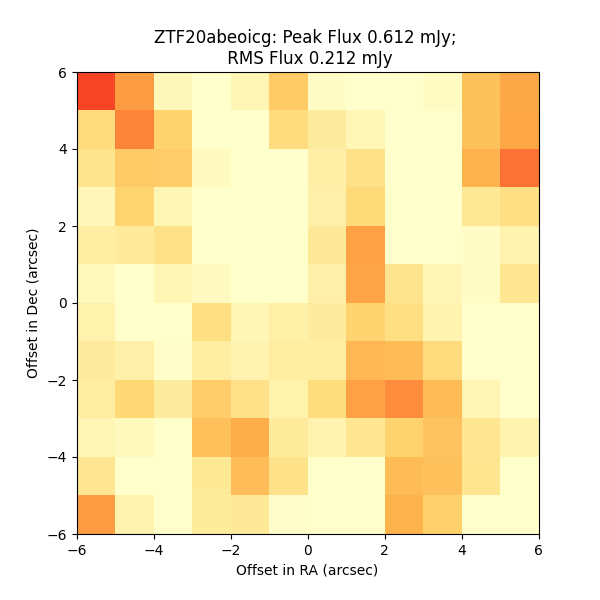 ZTF20abeoicg: Peak Flux 0.612 mJy;
RMS Flux 0.212 mJy
6
4
2
0
−2
−4
−6
Offset in Dec (arcsec)
−6 −4 −2 0 2 4 6
Offset in RA (arcsec)